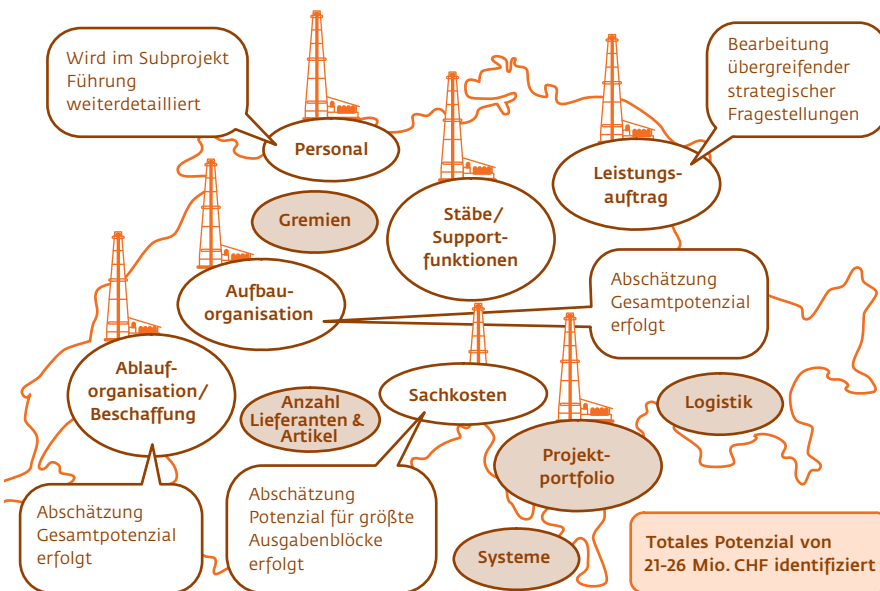 Wird im Subprojekt
Führung
weiterdetailliert
Bearbeitung
übergreifender
strategischer
Fragestellungen
Personal
Leistungs-
auftrag
Gremien
Stäbe/
Support-
funktionen
Aufbau-
organisation
Abschätzung
Gesamtpotenzial
erfolgt
Ablauf-
organisation/
Beschaffung
Anzahl
Lieferanten &
Artikel
Sachkosten
Logistik
Projekt-
portfolio
Abschätzung
Gesamtpotenzial
erfolgt
Abschätzung
Potenzial für größte
Ausgabenblöcke
erfolgt
Systeme
Totales Potenzial von
21-26 Mio. CHF identifiziert